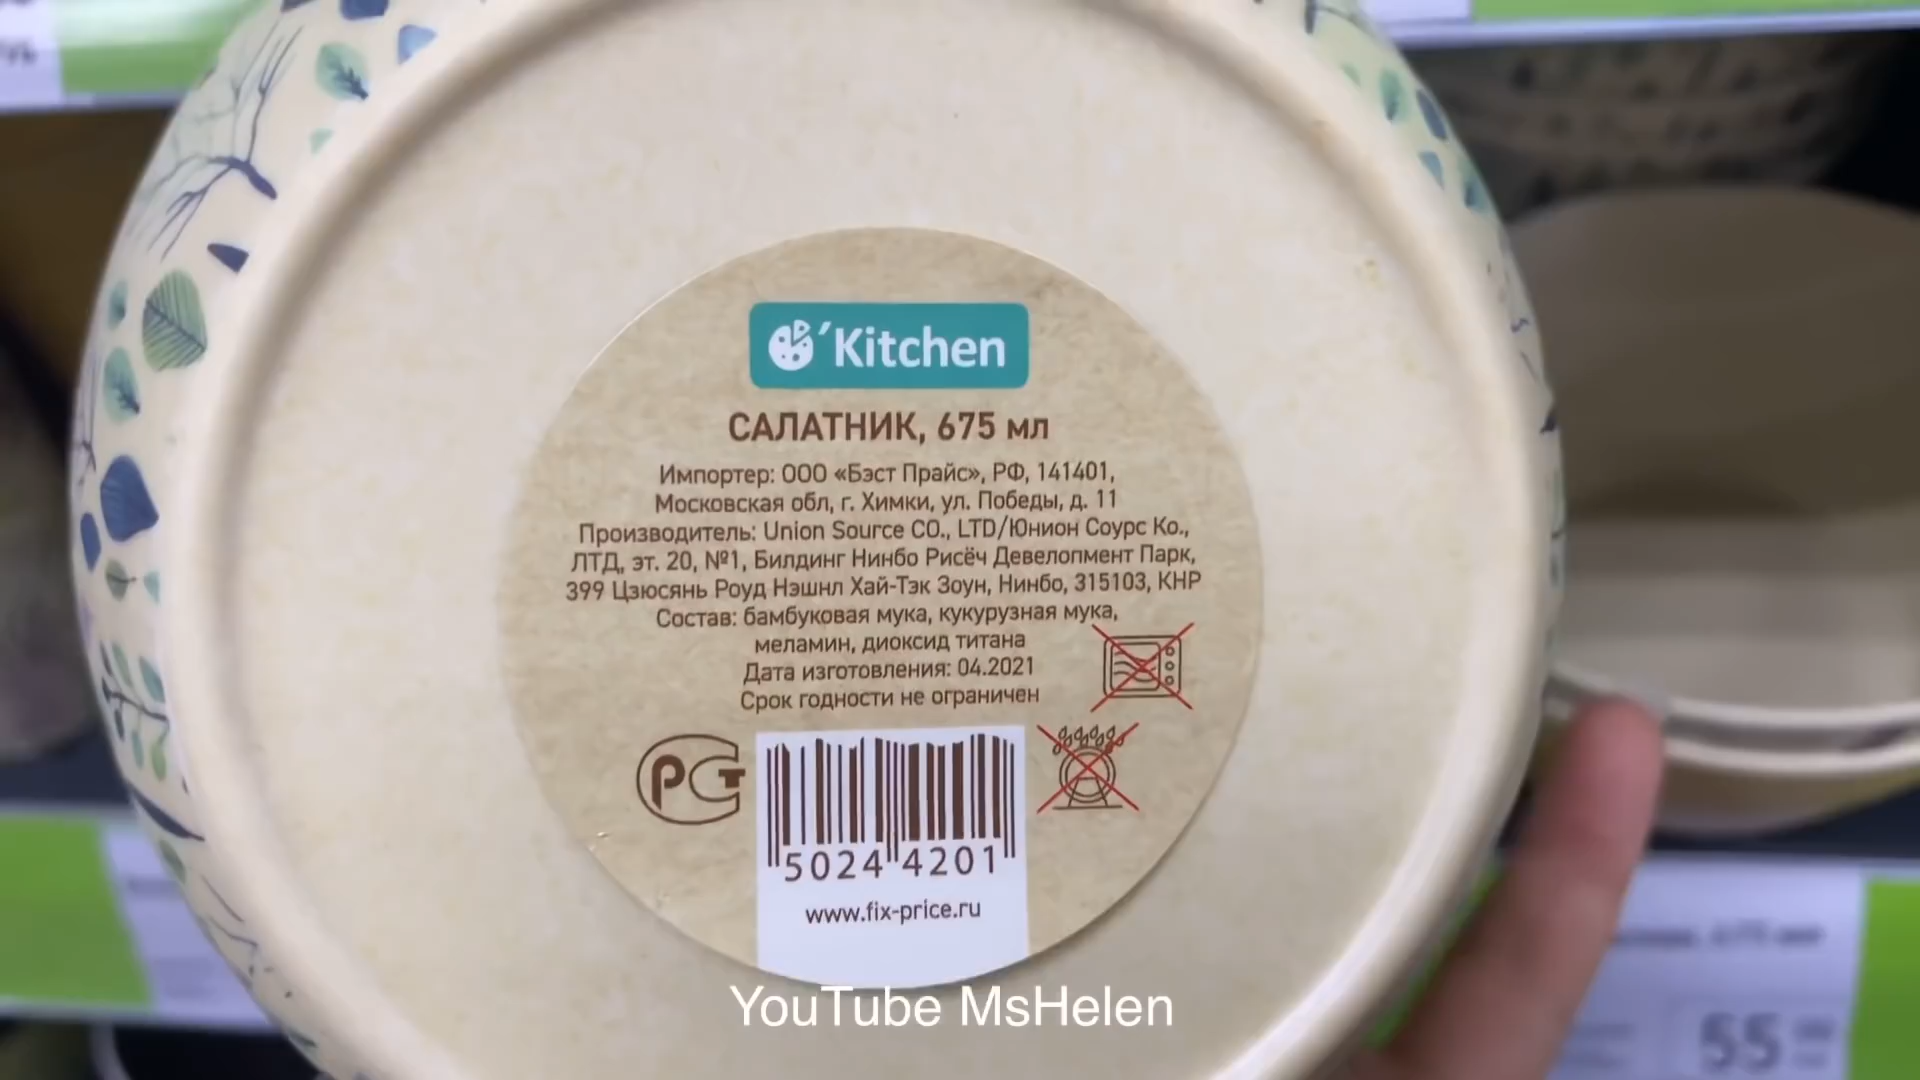 'Kitchen
САЛАТНИК, 675 мл
Импортер: ООО «Бэст Прайс», РФ, 141401,
Московская обл, г. Химки, ул. Победы, д. 11
Производитель: Union Source CO., LTD/Юнион Соурс Ко.,
ЛТД, эт. 20, №1, Билдинг Нинбо Рисёч Девелопмент Парк,
399 Цзюсянь Роуд Нэшнл Хай-Тэк Зоун, Нинбо, 315103, КНР
Состав: бамбуковая мука, кукурузная мука,
меламин, диоксид титана
Дата изготовления: 04.2021
Срок годности не ограничен
РСТ
5024 4201
www.fix-price.ru
YouTube MsHelen
675 мл
55